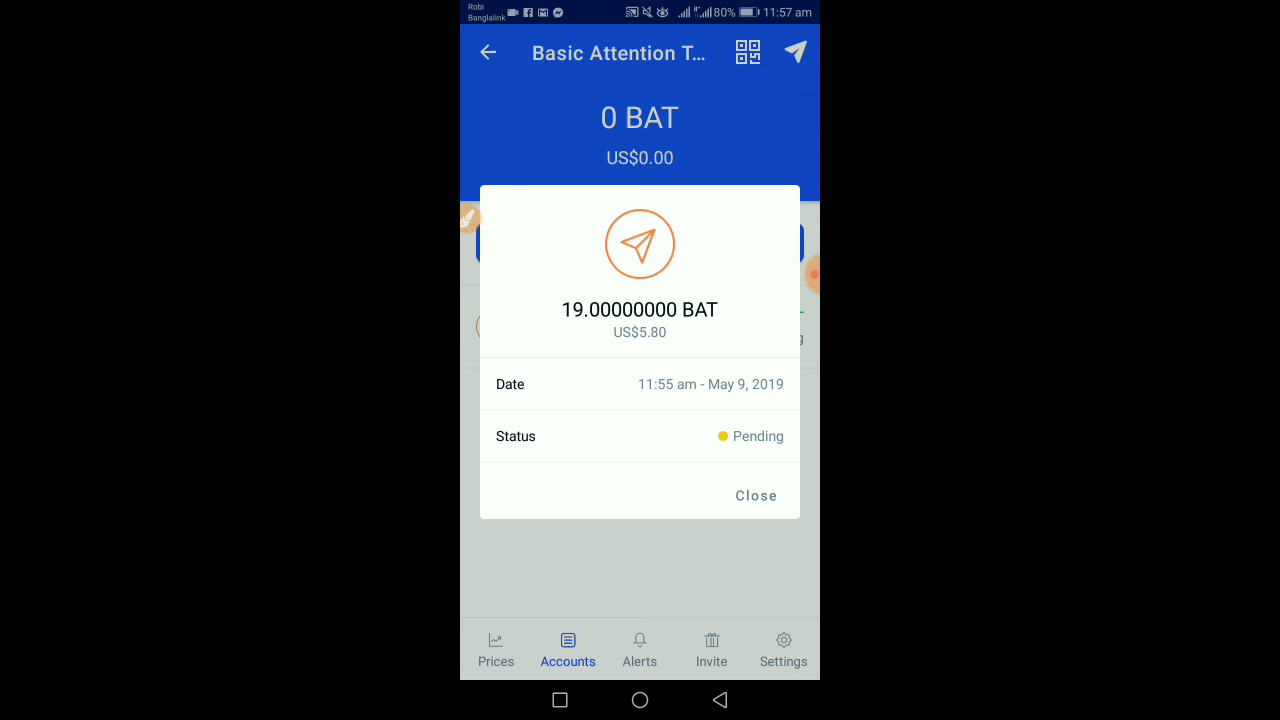 Robi
Banglalink
80% 11:57 am
Basic Attention T...
0 BAT
US$0.00
19.00000000 BAT
US$5.80
Date 11:55 am - May 9, 2019
Status Pending
Close
Prices Accounts Alerts Invite Settings